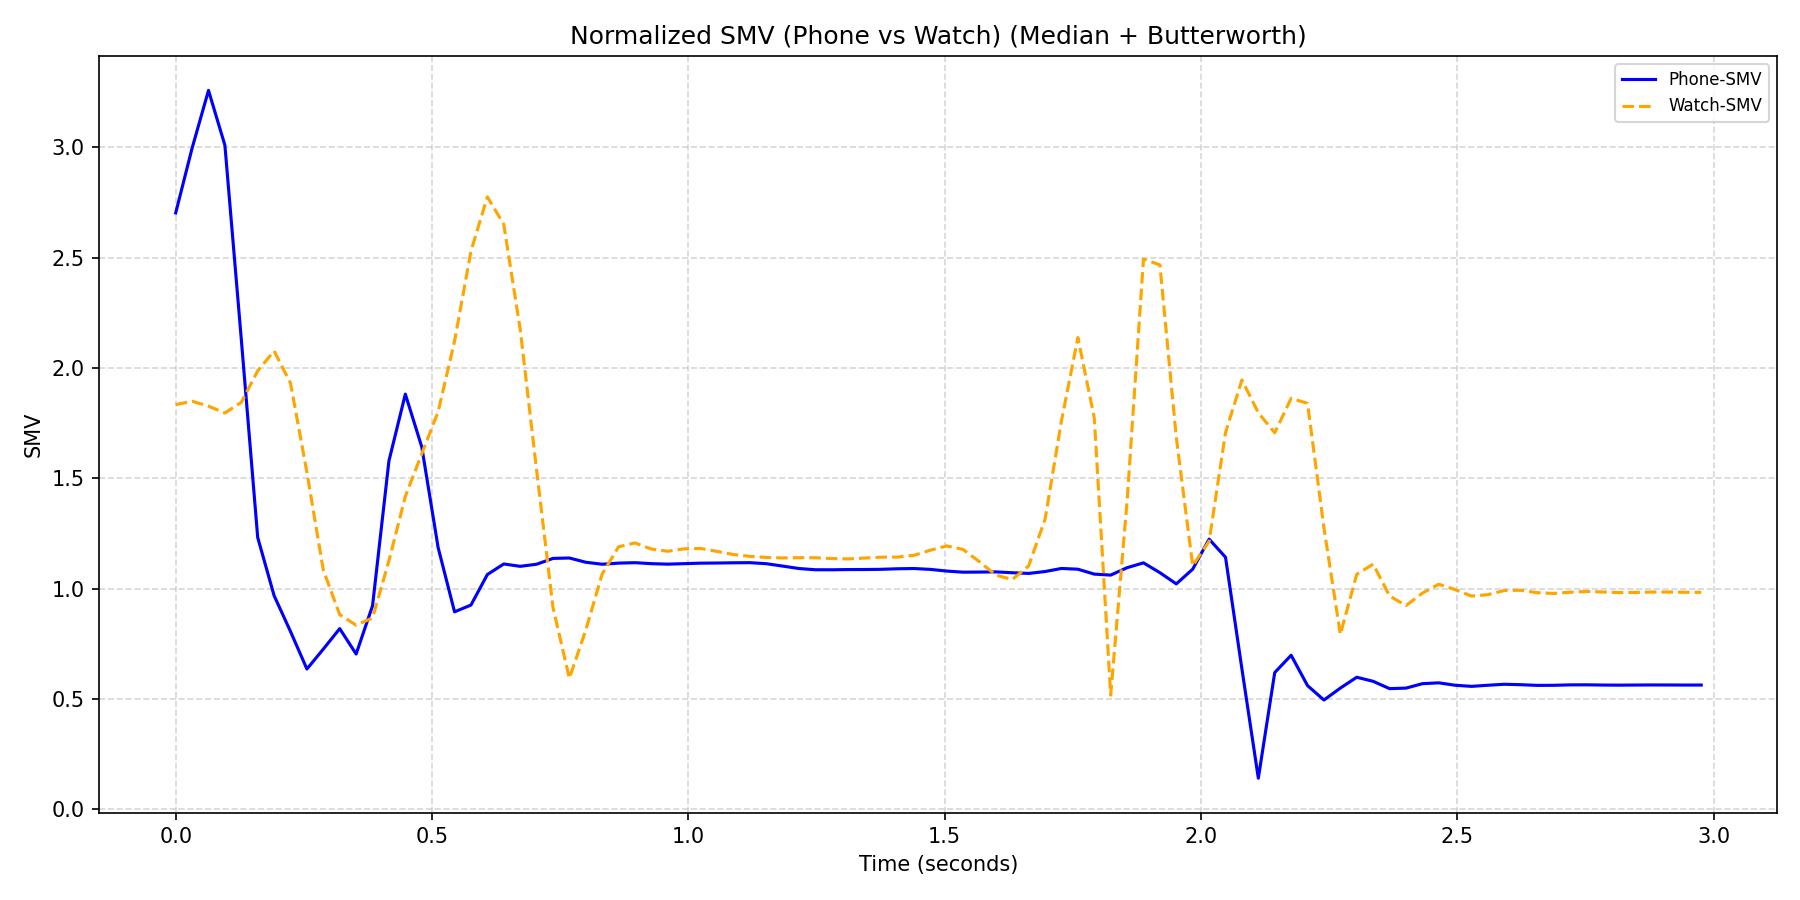 Normalized SMV (Phone vs Watch) (Median + Butterworth)
Phone-SMV
Watch-SMV
SMV
3.0
2.5
2.0
1.5
1.0
0.5
0.0
0.0 0.5 1.0 1.5 2.0 2.5 3.0
Time (seconds)